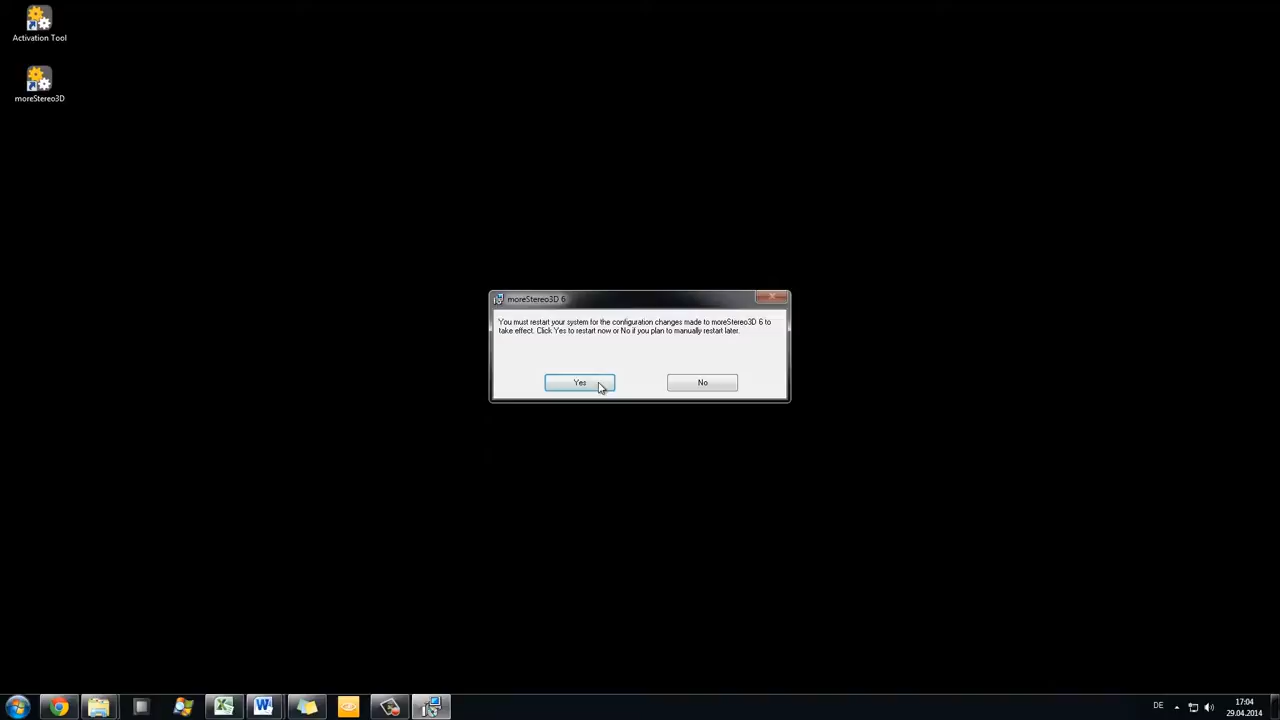 Activation Tool
moreStereo3D
moreStereo3D 6
You must restart your system for the configuration changes made to moreStereo3D 6 to
take effect. Click Yes to restart now or No if you plan to manually restart later.
Yes
No
DE
17:04
29.04.2014